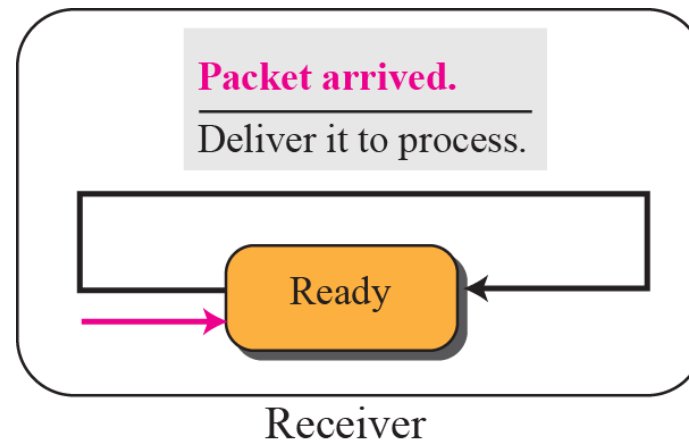 Packet arrived.
Deliver it to process.
Ready
Receiver